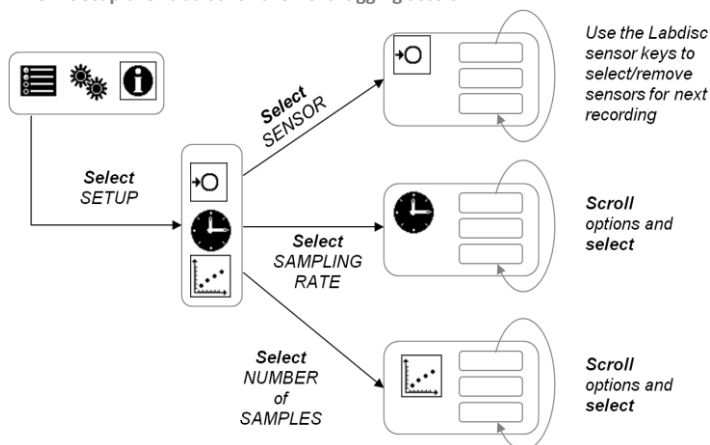 Select
SETUP
Select
SENSOR
Use the Labdisc
sensor keys to
select/remove
sensors for next
recording
Select
SAMPLING
RATE
Scroll
options and
select
Select
NUMBER
of
SAMPLES
Scroll
options and
select